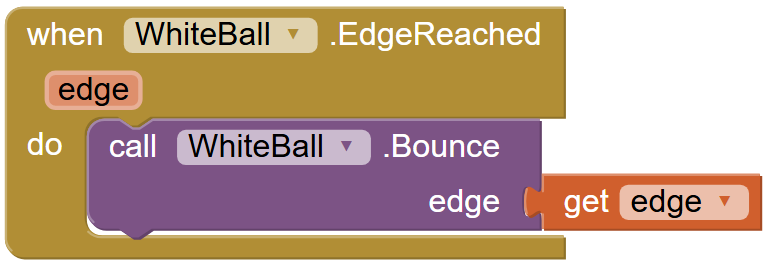 when WhiteBall .EdgeReached
edge
do call WhiteBall .Bounce
edge get edge